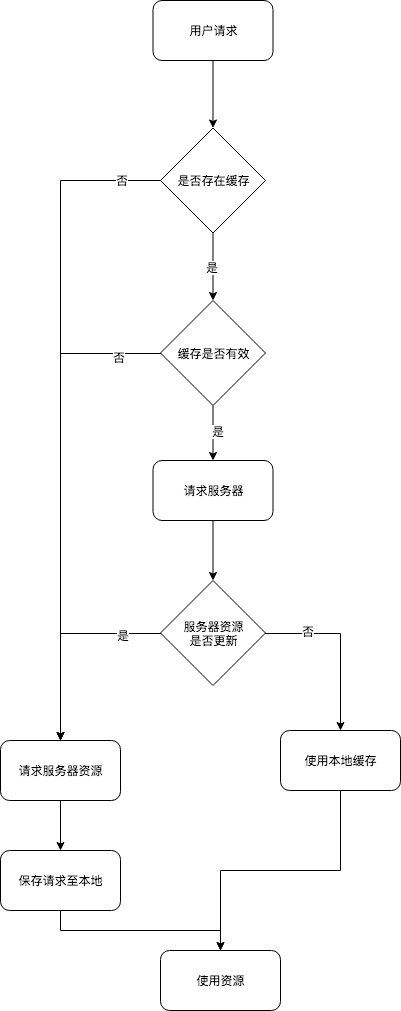 用户请求
是否存在缓存
否
是
缓存是否有效
否
是
请求服务器
服务器资源
是否更新
是
否
请求服务器资源
使用本地缓存
保存请求至本地
使用资源